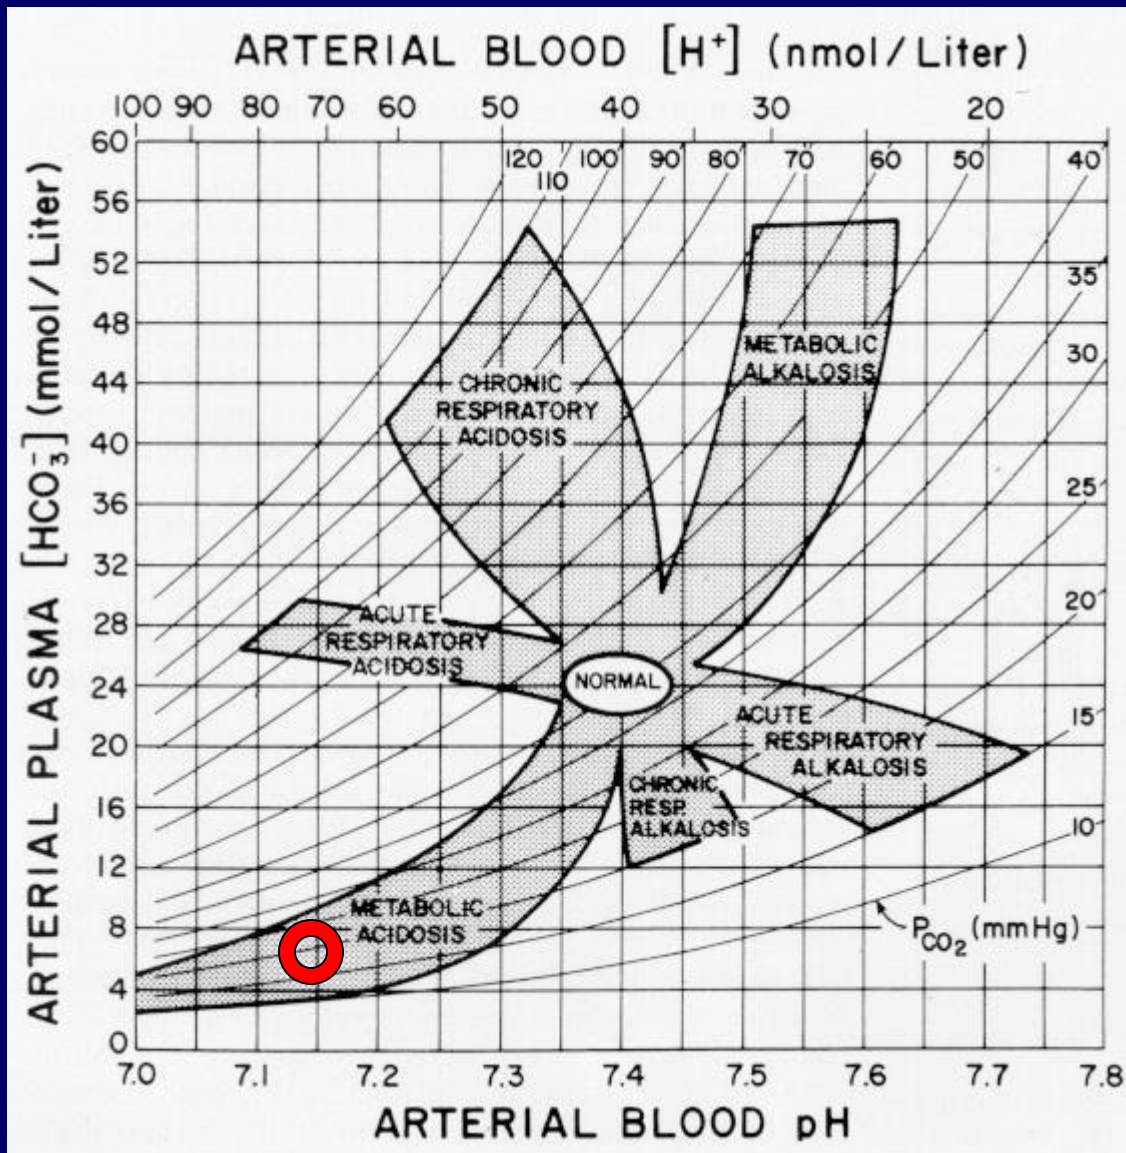 ARTERIAL BLOOD [H⁺] (nmol/Liter)
100 90 80 70 60 50 40 30 20
60 120 100 90 80 70 60 50 40
110
56
52 35
48
METABOLIC
ALKALOSIS
30
44
CHRONIC
RESPIRATORY
ACIDOSIS
40
25
36
32
20
28
ACUTE
RESPIRATORY
ACIDOSIS
24
NORMAL
15
ACUTE
RESPIRATORY
ALKALOSIS
20
CHRONIC
RESP.
ALKALOSIS
16
10
12
METABOLIC
ACIDOSIS
8
PCO₂ (mmHg)
4
0
7.0 7.1 7.2 7.3 7.4 7.5 7.6 7.7 7.8
ARTERIAL BLOOD pH
ARTERIAL PLASMA [HCO₃⁻] (mmol/Liter)